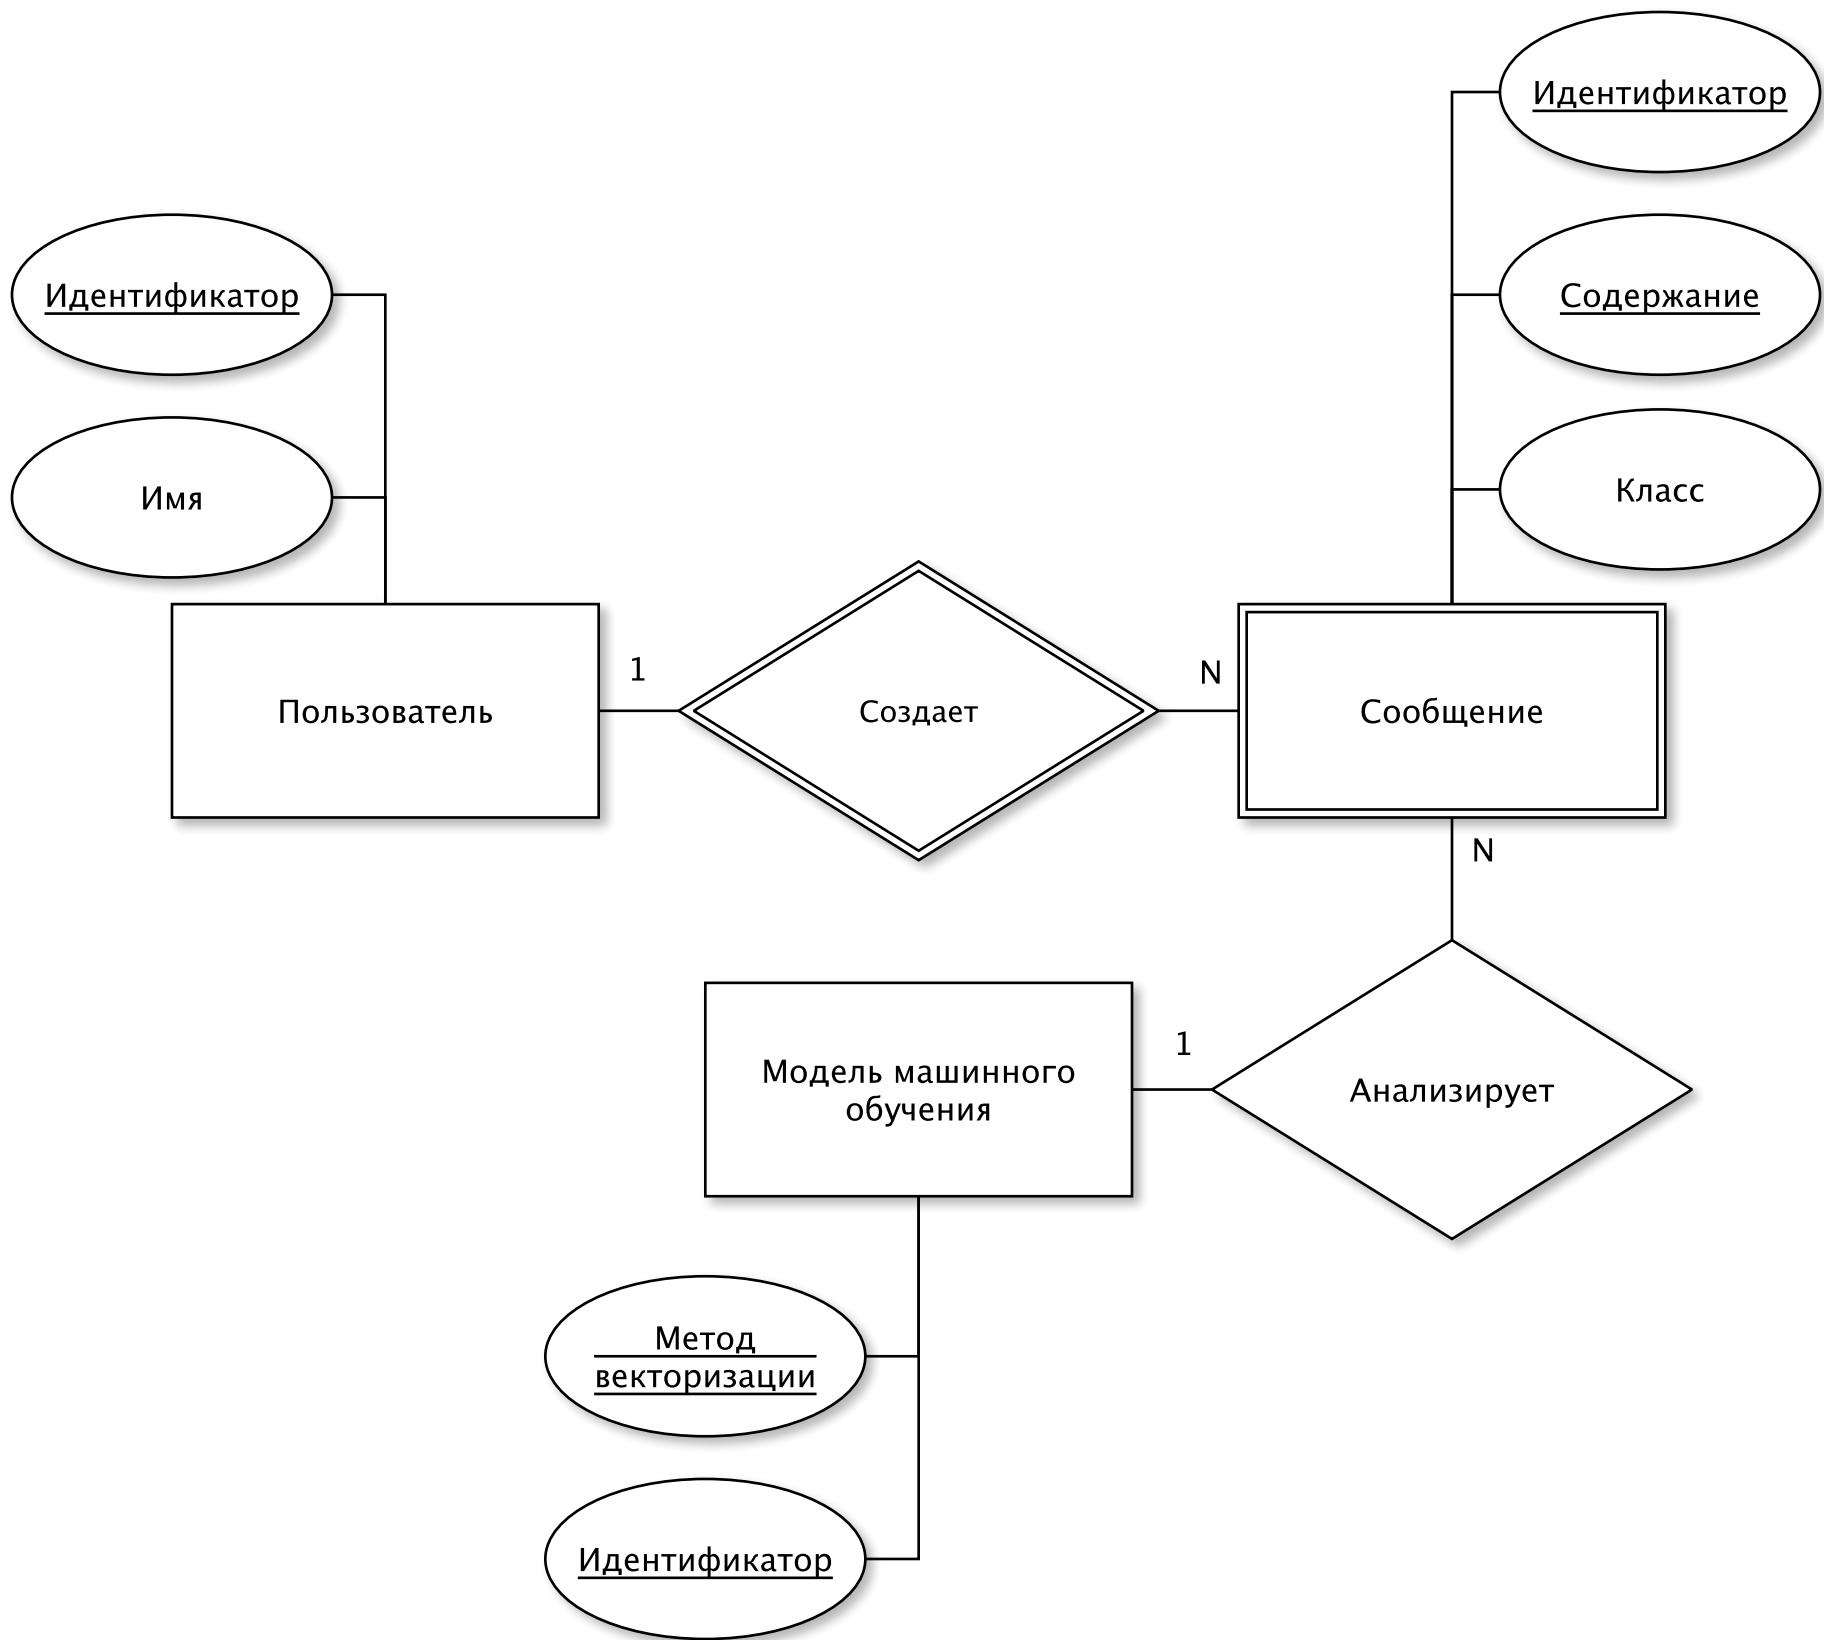 Идентификатор
Идентификатор
Содержание
Имя
Класс
Пользователь
1
Создает
N
Сообщение
N
Модель машинного
обучения
1
Анализирует
Метод
векторизации
Идентификатор